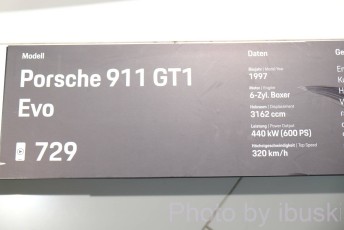 Modell
Porsche 911 GT1
Evo
729
Daten
Baujahr / Model Year
1997
Motor / Engine
6-Zyl. Boxer
Hubraum / Displacement
3162 ccm
Leistung / Power Output
440 kW (600 PS)
Höchstgeschwindigkeit / Top Speed
320 km/h
Photo by ibuski